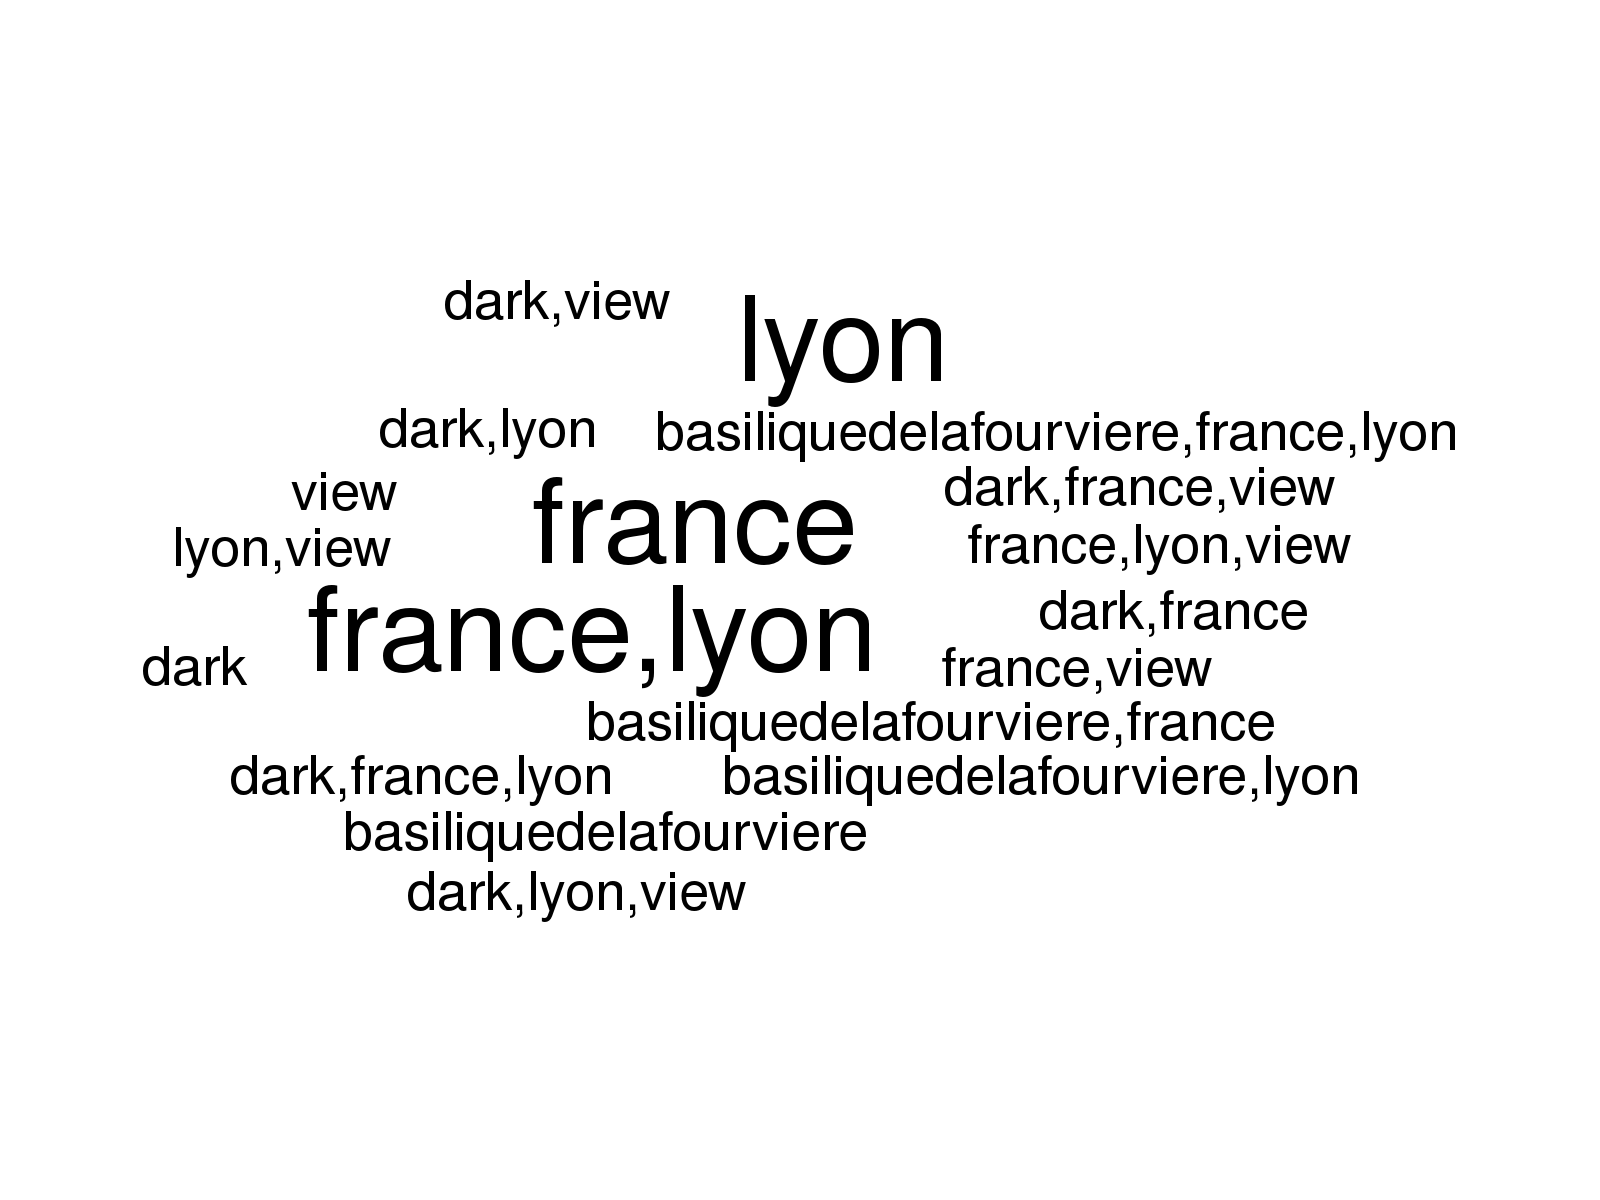 dark,view
lyon
dark,lyon
basiliquedelafourviere,france,lyon
view
france
dark,france,view
lyon,view
france,lyon,view
france,lyon
dark,france
dark
france,view
basiliquedelafourviere,france
dark,france,lyon
basiliquedelafourviere,lyon
basiliquedelafourviere
dark,lyon,view